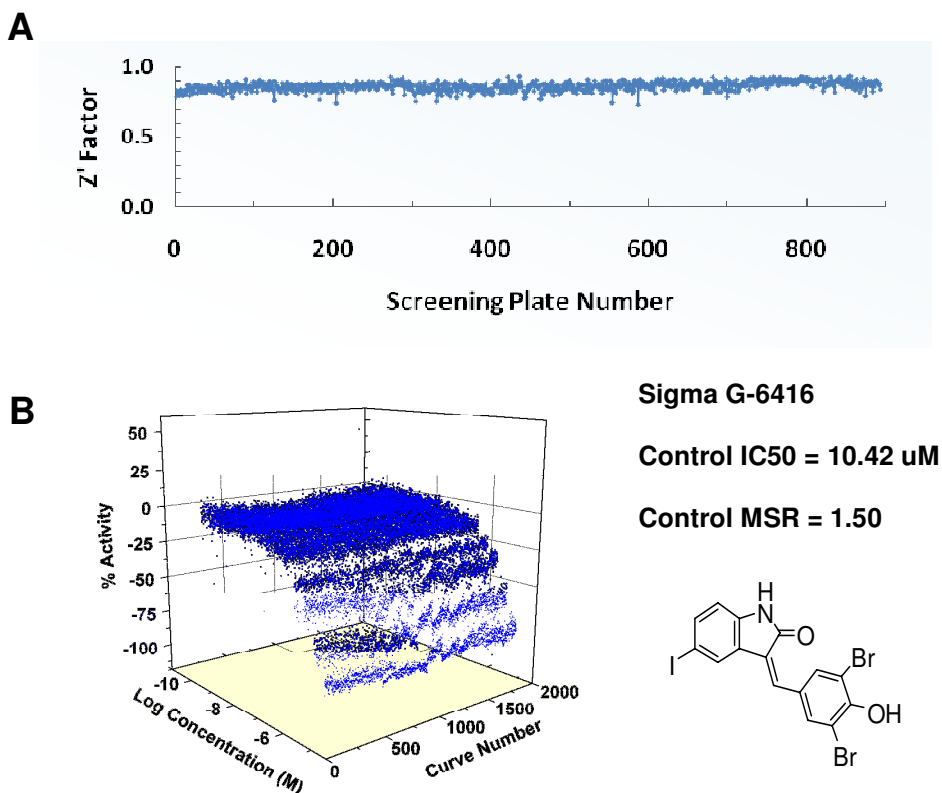 A
1.0
0.5
0.0
Z' Factor
0 200 400 600 800
Screening Plate Number
B
50
25
0
-25
-50
-75
-100
% Activity
-10
-8
-6
Log Concentration (M)
0
500
1000
1500
2000
Curve Number
Sigma G-6416
Control IC50 = 10.42 uM
Control MSR = 1.50
H
N
O
I
Br
OH
Br